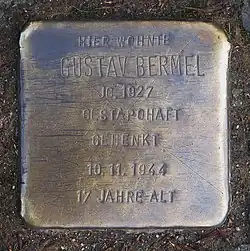 HIER WOHNTE
GUSTAV BERMEL
JG. 1927
GESTAPOHAFT
GEHENKT
10.11.1944
17 JAHRE ALT